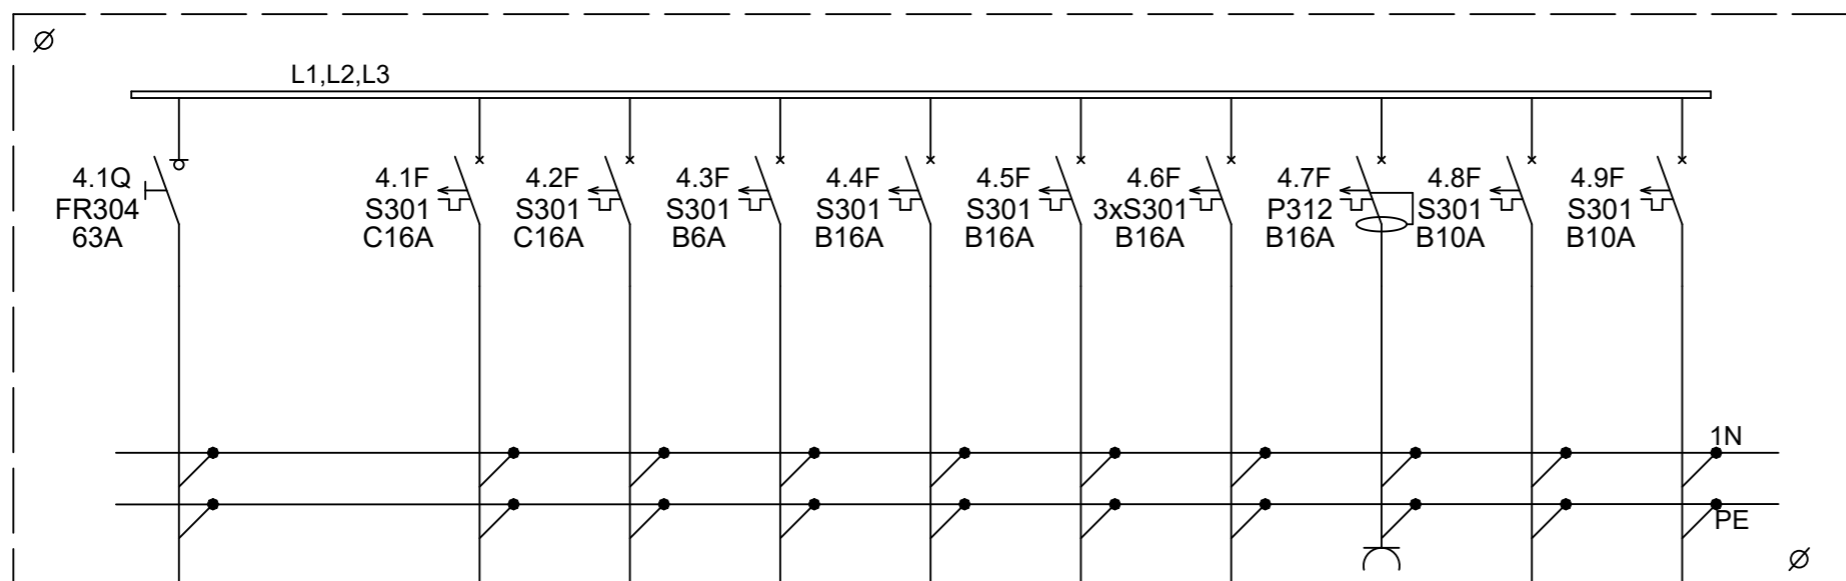 L1,L2,L3
4.1Q
FR304
63A
4.1F
S301
C16A
4.2F
S301
C16A
4.3F
S301
B6A
4.4F
S301
B16A
4.5F
S301
B16A
4.6F
3xS301
B16A
4.7F
P312
B16A
4.8F
S301
B10A
4.9F
S301
B10A
1N
PE